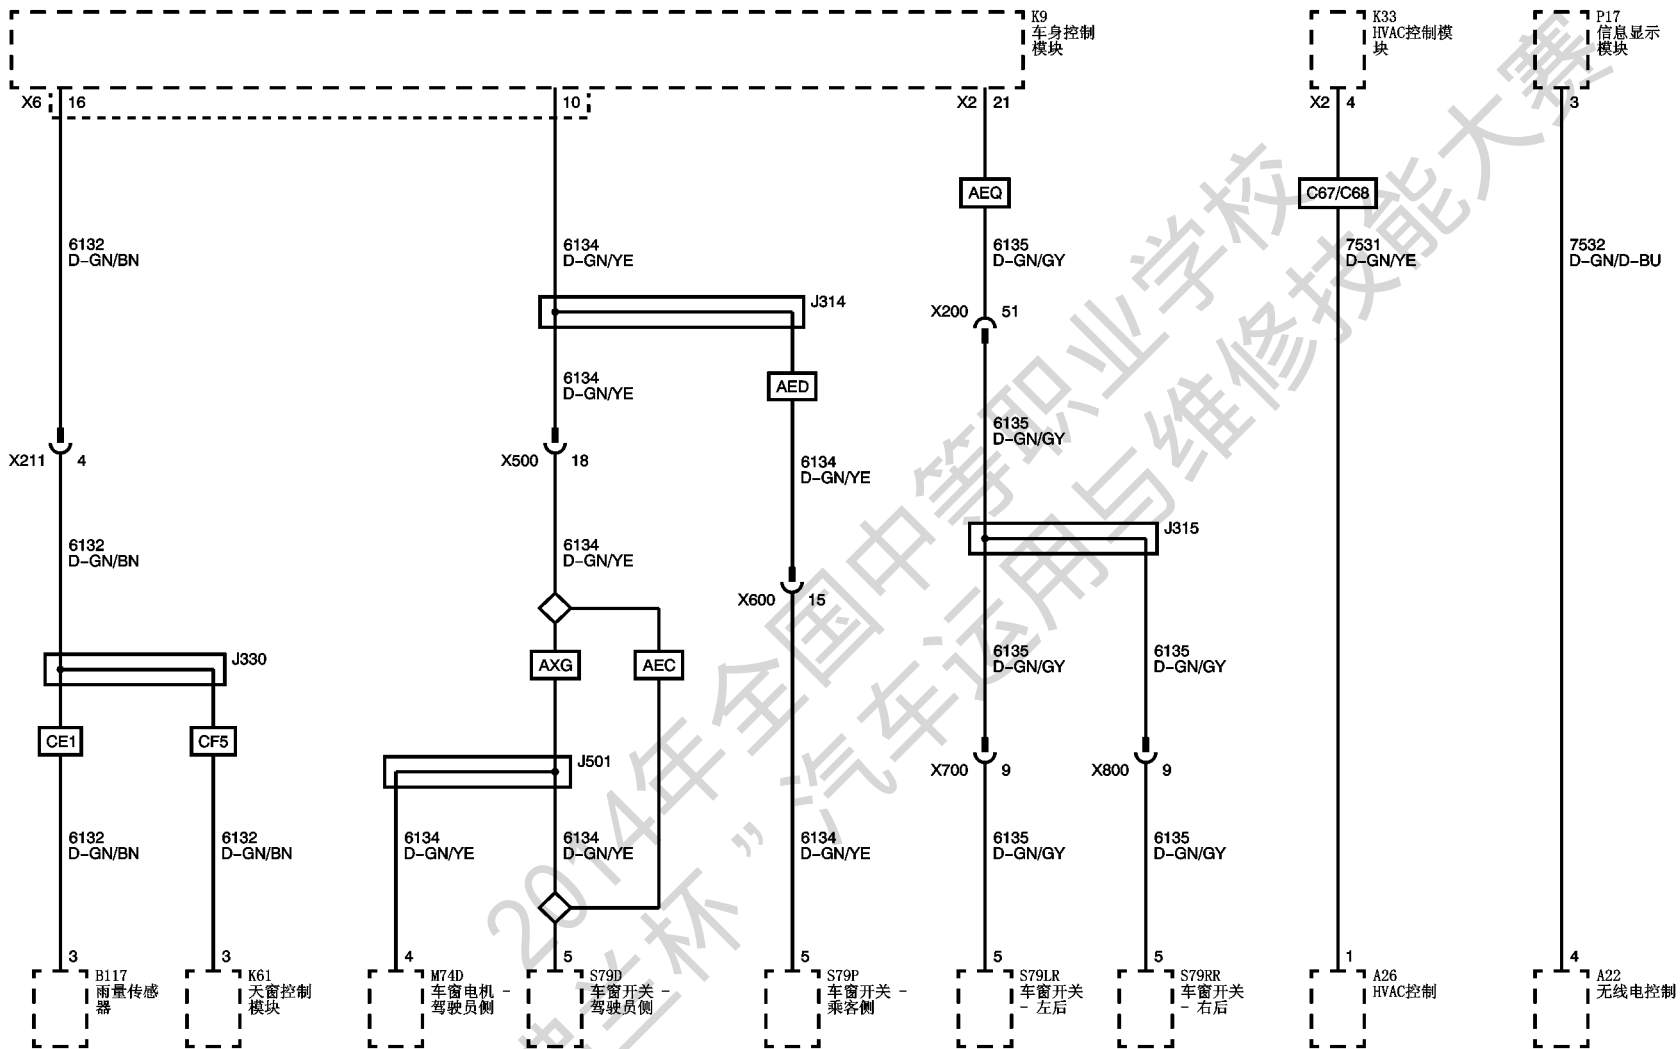 K9
车身控制
模块
K33
HVAC控制模
块
P17
信息显示
模块
X6 16
10
X2 21
X2 4
3
AEQ
C67/C68
6132
D-GN/BN
6134
D-GN/YE
6135
D-GN/GY
7531
D-GN/YE
7532
D-GN/D-BU
J314
X200 51
6134
D-GN/YE
AED
6135
D-GN/GY
X211 4
X500 18
6134
D-GN/YE
J315
6132
D-GN/BN
6134
D-GN/YE
X600 15
J330
AXG
AEC
6135
D-GN/GY
6135
D-GN/GY
CE1
CF5
J501
X700 9
X800 9
6132
D-GN/BN
6132
D-GN/BN
6134
D-GN/YE
6134
D-GN/YE
6134
D-GN/YE
6135
D-GN/GY
6135
D-GN/GY
3
B117
雨量传感
器
3
K61
天窗控制
模块
4
M74D
车窗电机 -
驾驶员侧
5
S79D
车窗开关 -
驾驶员侧
5
S79P
车窗开关 -
乘客侧
5
S79LR
车窗开关
- 左后
5
S79RR
车窗开关
- 右后
1
A26
HVAC控制
4
A22
无线电控制
2014年全国中等职业学校
杯”汽车运用与维修技能大赛